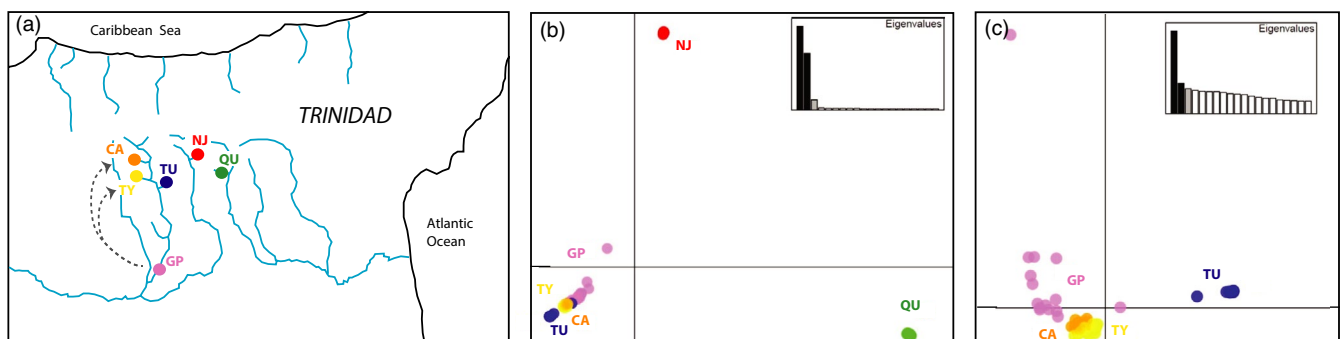 (a)
Caribbean Sea
TRINIDAD
CA
NJ
QU
TU
TY
GP
Atlantic
Ocean
(b)
NJ
Eigenvalues
GP
TY
CA
TU
QU
(c)
Eigenvalues
GP
TU
CA
TY